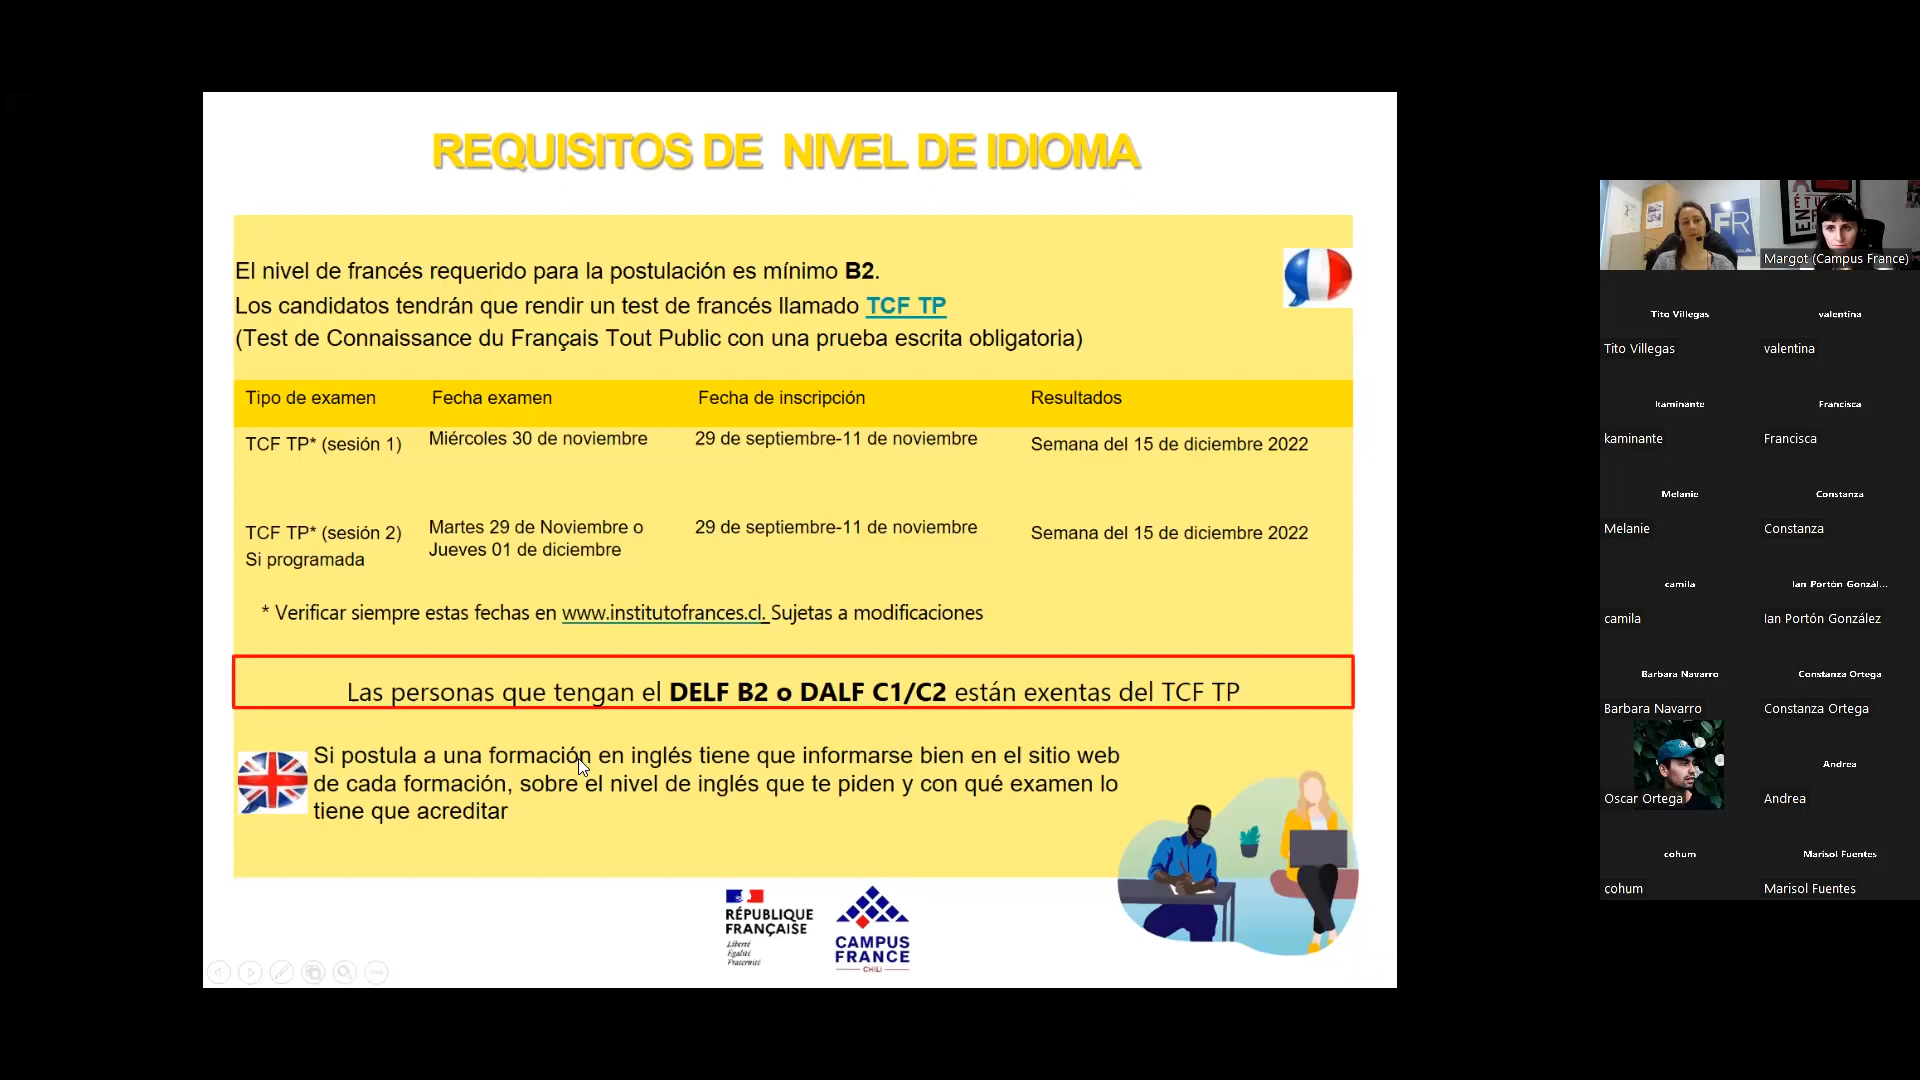 REQUISITOS DE NIVEL DE IDIOMA
El nivel de francés requerido para la postulación es mínimo B2.
Los candidatos tendrán que rendir un test de francés llamado TCF TP
(Test de Connaissance du Français Tout Public con una prueba escrita obligatoria)
Tipo de examen Fecha examen Fecha de inscripción Resultados
TCF TP* (sesión 1) Miércoles 30 de noviembre 29 de septiembre-11 de noviembre Semana del 15 de diciembre 2022
TCF TP* (sesión 2) Martes 29 de Noviembre o 29 de septiembre-11 de noviembre Semana del 15 de diciembre 2022
Si programada Jueves 01 de diciembre
* Verificar siempre estas fechas en www.institutofrances.cl. Sujetas a modificaciones
Las personas que tengan el DELF B2 o DALF C1/C2 están exentas del TCF TP
Si postula a una formación en inglés tiene que informarse bien en el sitio web
de cada formación, sobre el nivel de inglés que te piden y con qué examen lo
tiene que acreditar
RÉPUBLIQUE
FRANÇAISE
Liberté
Égalité
Fraternité
CAMPUS
FRANCE
CHILI
FR
Margot (Campus France)
Tito Villegas valentina
Tito Villegas valentina
kaminante Francisca
kaminante Francisca
Melanie Constanza
Melanie Constanza
camila Ian Portón Gonzál...
camila Ian Portón González
Barbara Navarro Constanza Ortega
Barbara Navarro Constanza Ortega
Andrea
Oscar Ortega Andrea
cohum Marisol Fuentes
cohum Marisol Fuentes